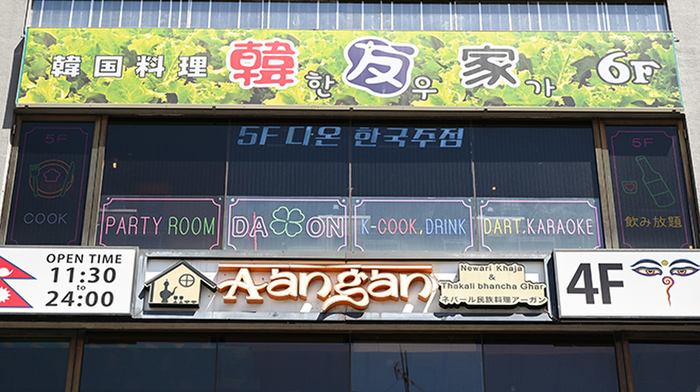 韓国料理 韓한友우家가 6F
5F 다온 한국주점
5F
COOK
PARTY ROOM
DA ON
K-COOK, DRINK
DART, KARAOKE
5F
飲み放題
OPEN TIME
11:30
to
24:00
Aangan
Newari Khaja
&
Thakali bhancha Ghar
ネパール民族料理アーガン
4F